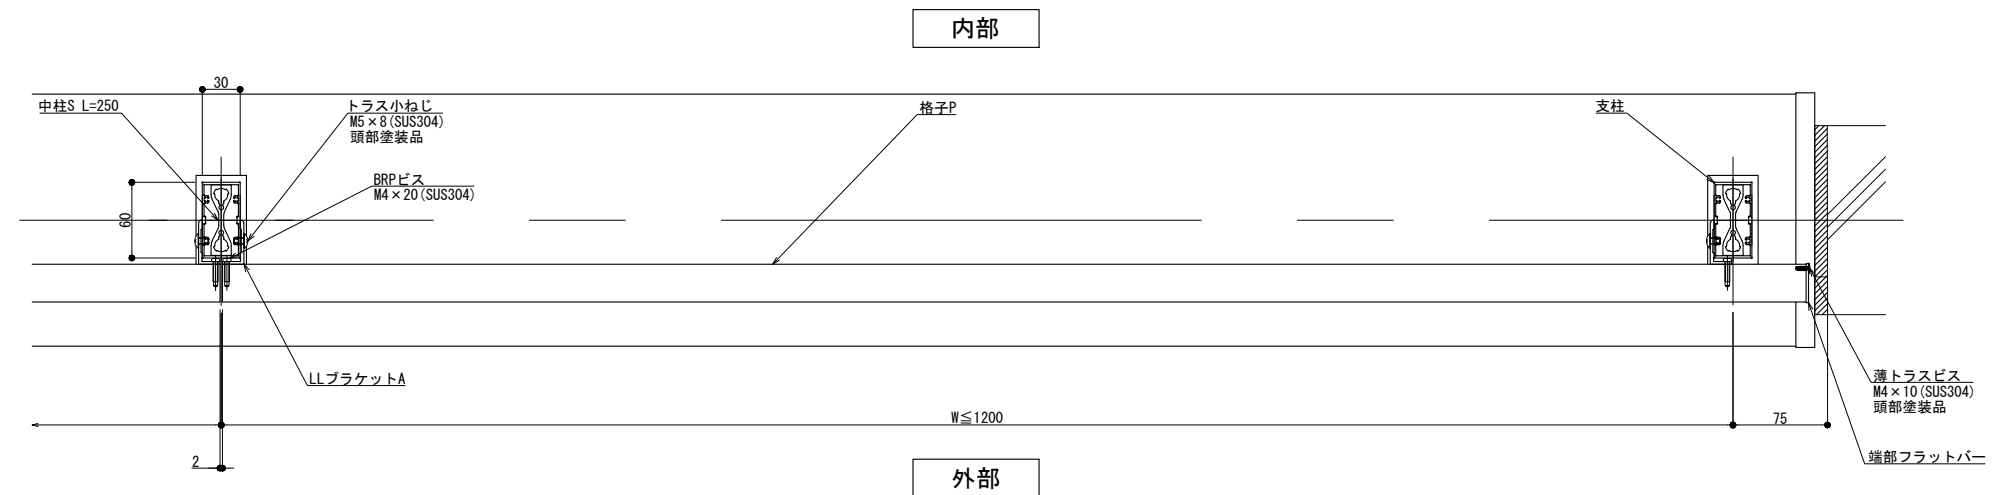 内部
30
中柱S L=250
トラス小ねじ
M5×8(SUS304)
頭部塗装品
格子P
支柱
BRPビス
M4×20(SUS304)
60
LLブラケットA
薄トラスビス
M4×10(SUS304)
頭部塗装品
W≦1200
75
2
端部フラットバー
外部